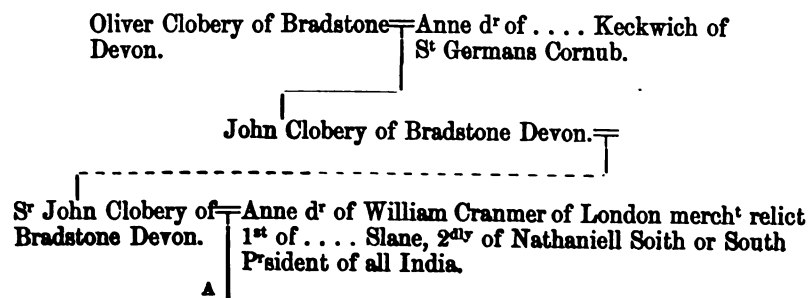 Oliver Clobery of Bradstone Anne dʳ of . . . . Keckwich of
Devon. Sᵗ Germans Cornub.
John Clobery of Bradstone Devon.
Sʳ John Clobery of Anne dʳ of William Cranmer of London merchᵗ relict
Bradstone Devon. 1ˢᵗ of . . . . Slane, 2ᵈˡʸ of Nathaniell Soith or South
Pʳsident of all India.
A